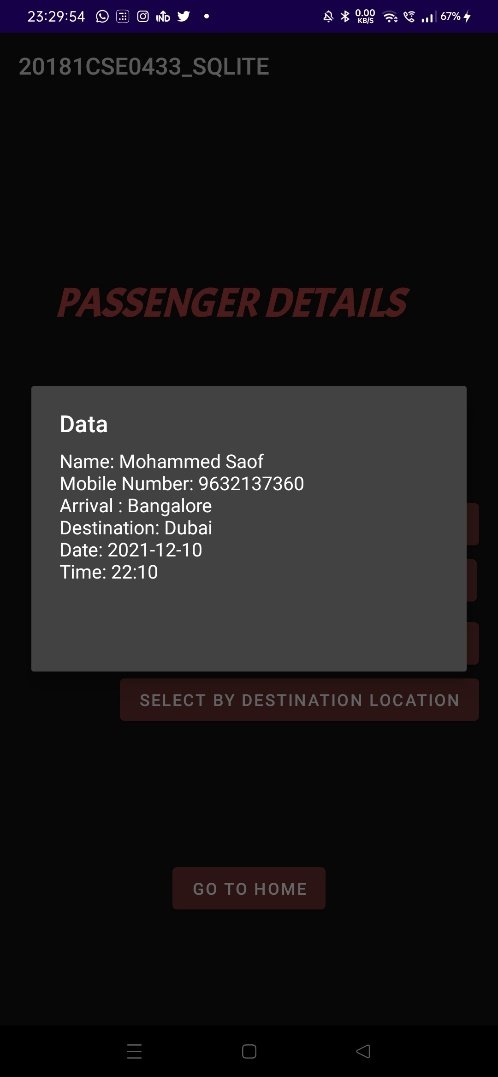 23:29:54
0.00
KB/S
67%
20181CSE0433_SQLITE
PASSENGER DETAILS
Data
Name: Mohammed Saof
Mobile Number: 9632137360
Arrival : Bangalore
Destination: Dubai
Date: 2021-12-10
Time: 22:10
SELECT BY DESTINATION LOCATION
GO TO HOME